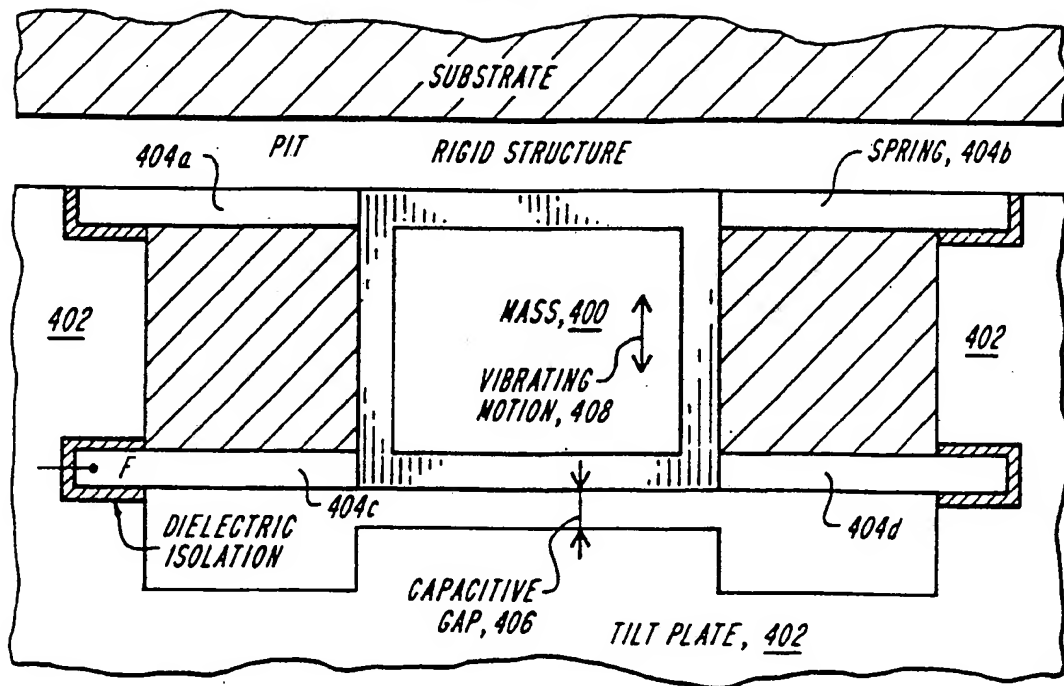 SUBSTRATE
PIT
RIGID STRUCTURE
404a
SPRING, 404b
402
MASS, 400
402
VIBRATING
MOTION, 408
F
404c
404d
DIELECTRIC
ISOLATION
CAPACITIVE
GAP, 406
TILT PLATE, 402